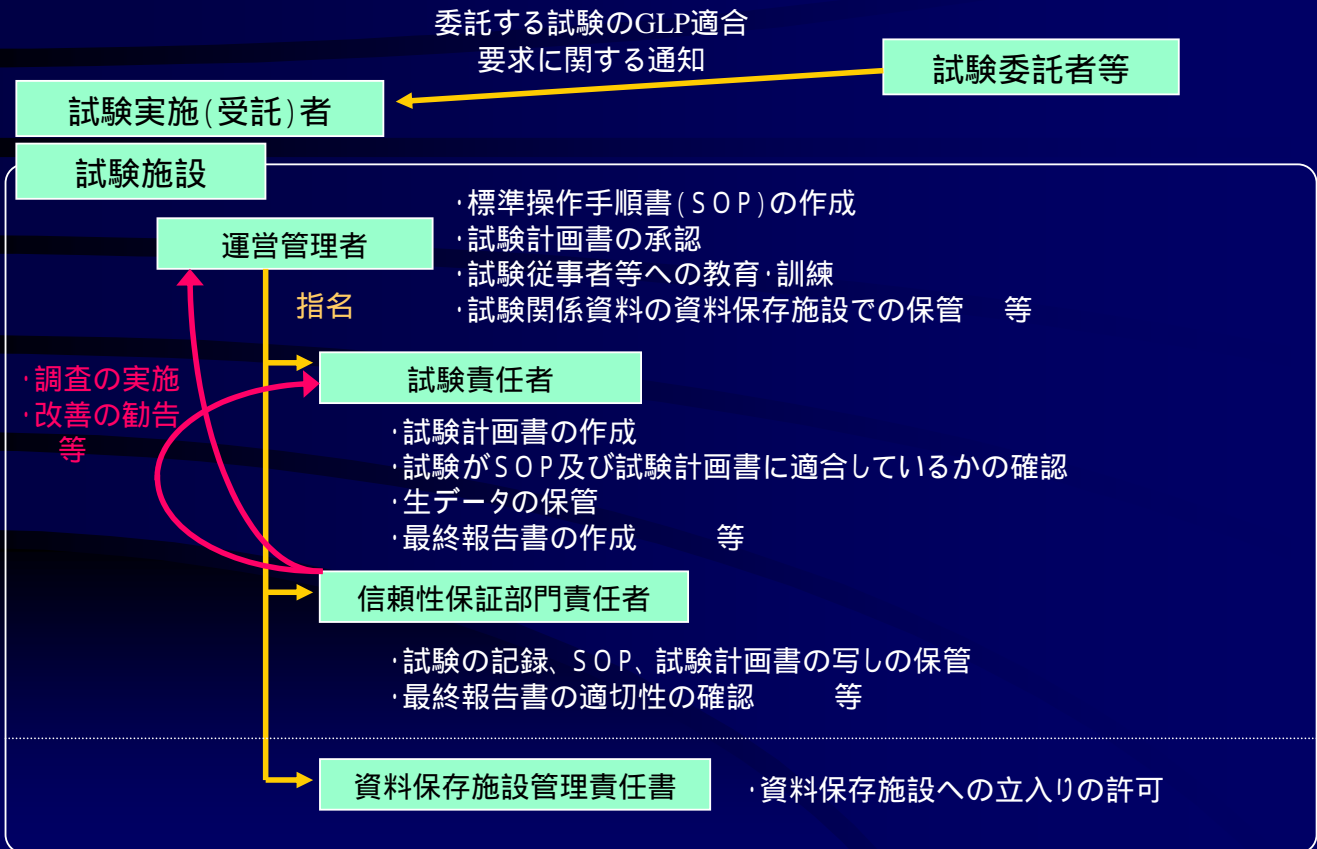 委託する試験のGLP適合
要求に関する通知
試験委託者等
試験実施(受託)者
試験施設
運営管理者
･標準操作手順書(ＳＯＰ)の作成
･試験計画書の承認
･試験従事者等への教育･訓練
･試験関係資料の資料保存施設での保管　等
指名
･調査の実施
･改善の勧告
等
試験責任者
･試験計画書の作成
･試験がＳＯＰ及び試験計画書に適合しているかの確認
･生データの保管
･最終報告書の作成　　等
信頼性保証部門責任者
･試験の記録、ＳＯＰ、試験計画書の写しの保管
･最終報告書の適切性の確認　　等
資料保存施設管理責任書
･資料保存施設への立入りの許可